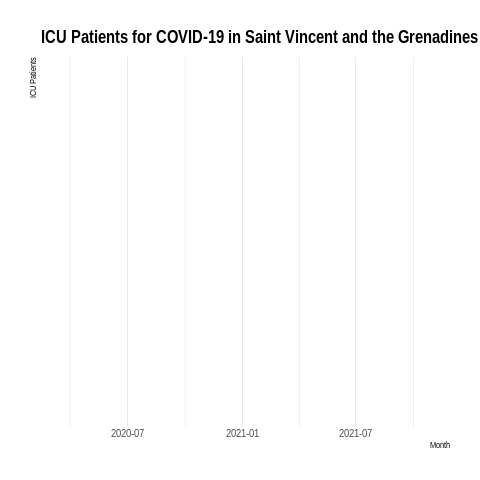 ICU Patients for COVID-19 in Saint Vincent and the Grenadines
ICU Patients
2020-07
2021-01
2021-07
Month